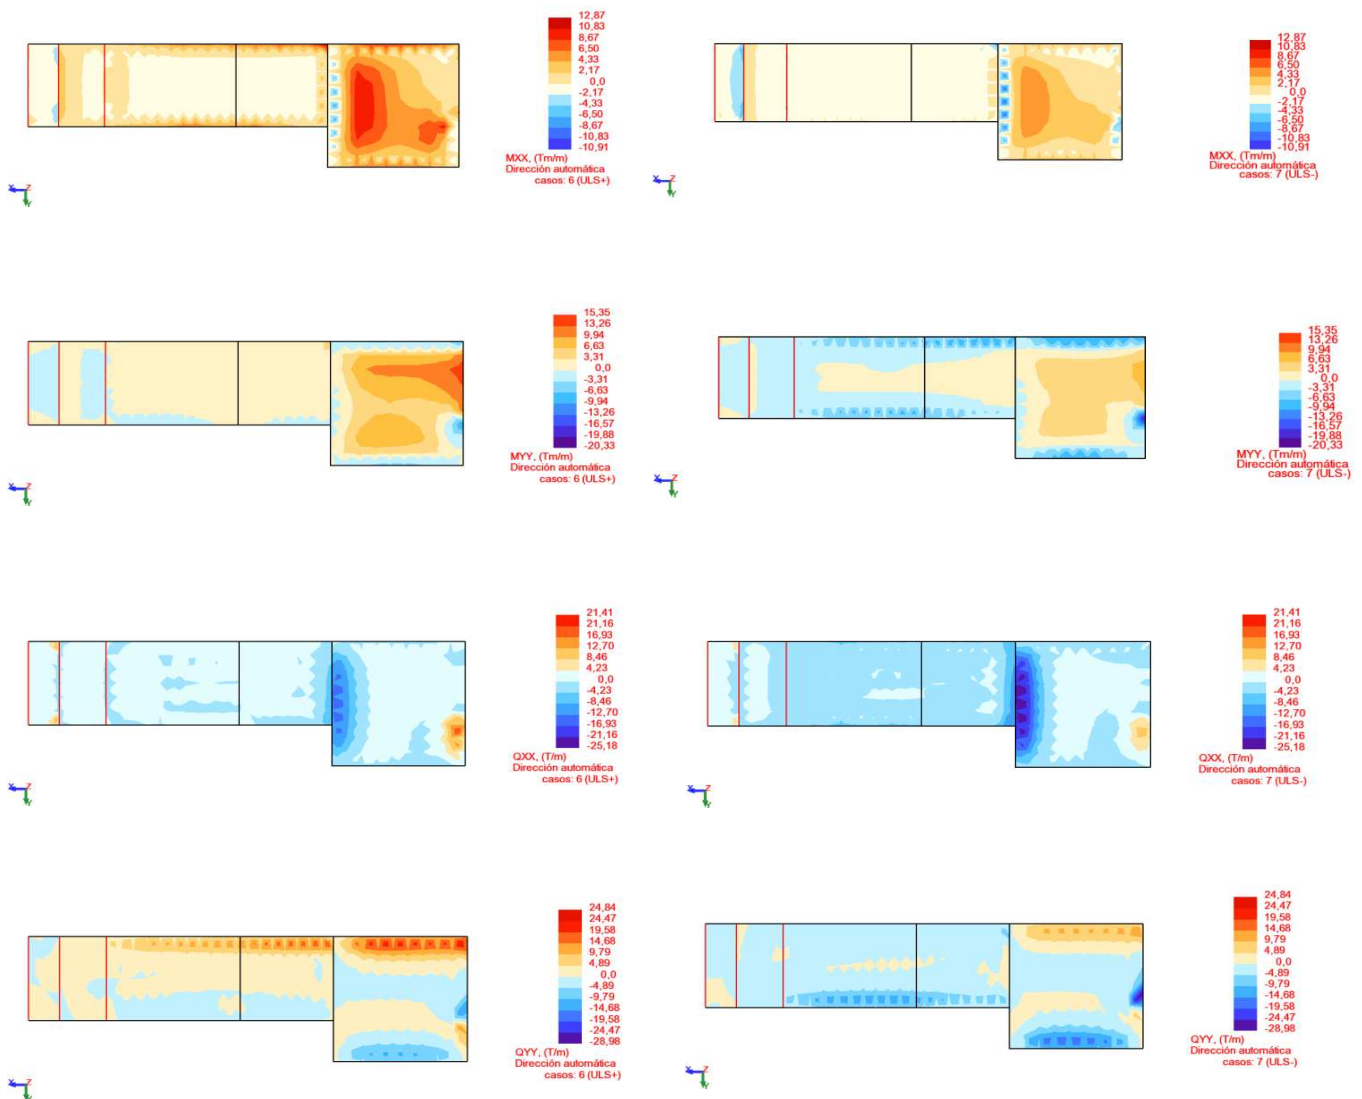 12,87
10,83
8,67
6,50
4,33
2,17
0,0
-2,17
-4,33
-6,50
-8,67
-10,83
-10,91
MXX, (Tm/m)
Dirección automática
casos: 6 (ULS+)
X Z
Y
12,87
10,83
8,67
6,50
4,33
2,17
0,0
-2,17
-4,33
-6,50
-8,67
-10,83
-10,91
MXX, (Tm/m)
Dirección automática
casos: 7 (ULS-)
X Z
Y
15,35
13,26
9,94
6,63
3,31
0,0
-3,31
-6,63
-9,94
-13,26
-16,57
-19,88
-20,33
MYY, (Tm/m)
Dirección automática
casos: 6 (ULS+)
X Z
Y
15,35
13,26
9,94
6,63
3,31
0,0
-3,31
-6,63
-9,94
-13,26
-16,57
-19,88
-20,33
MYY, (Tm/m)
Dirección automática
casos: 7 (ULS-)
X Z
Y
21,41
21,16
16,93
12,70
8,46
4,23
0,0
-4,23
-8,46
-12,70
-16,93
-21,16
-25,18
QXX, (T/m)
Dirección automática
casos: 6 (ULS+)
X Z
Y
21,41
21,16
16,93
12,70
8,46
4,23
0,0
-4,23
-8,46
-12,70
-16,93
-21,16
-25,18
QXX, (T/m)
Dirección automática
casos: 7 (ULS-)
X Z
Y
24,84
24,47
19,58
14,68
9,79
4,89
0,0
-4,89
-9,79
-14,68
-19,58
-24,47
-28,98
QYY, (T/m)
Dirección automática
casos: 6 (ULS+)
X Z
Y
24,84
24,47
19,58
14,68
9,79
4,89
0,0
-4,89
-9,79
-14,68
-19,58
-24,47
-28,98
QYY, (T/m)
Dirección automática
casos: 7 (ULS-)
X Z
Y